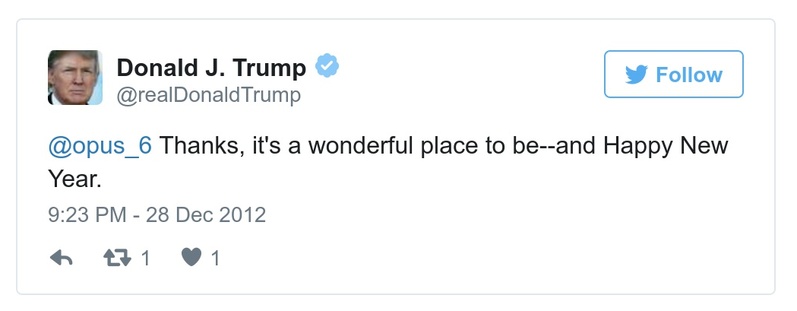 Donald J. Trump
@realDonaldTrump
Follow
@opus_6 Thanks, it's a wonderful place to be--and Happy New
Year.
9:23 PM - 28 Dec 2012
1 1